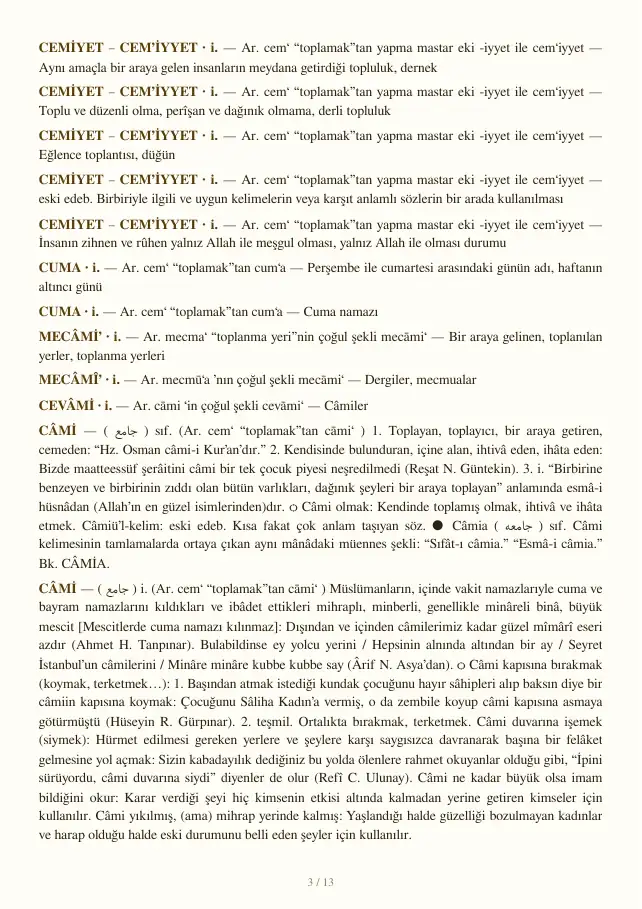 CEMİYET – CEM'İYYET · i. — Ar. cem‘ “toplamak”tan yapma mastar eki -iyyet ile cem‘iyyet —
Aynı amaçla bir araya gelen insanların meydana getirdiği topluluk, dernek
CEMİYET – CEM'İYYET · i. — Ar. cem‘ “toplamak”tan yapma mastar eki -iyyet ile cem‘iyyet —
Toplu ve düzenli olma, perîşan ve dağınık olmama, derli topluluk
CEMİYET – CEM'İYYET · i. — Ar. cem‘ “toplamak”tan yapma mastar eki -iyyet ile cem‘iyyet —
Eğlence toplantısı, düğün
CEMİYET – CEM'İYYET · i. — Ar. cem‘ “toplamak”tan yapma mastar eki -iyyet ile cem‘iyyet —
eski edeb. Birbiriyle ilgili ve uygun kelimelerin veya karşıt anlamlı sözlerin bir arada kullanılması
CEMİYET – CEM'İYYET · i. — Ar. cem‘ “toplamak”tan yapma mastar eki -iyyet ile cem‘iyyet —
İnsanın zihnen ve rûhen yalnız Allah ile meşgul olması, yalnız Allah ile olması durumu
CUMA · i. — Ar. cem‘ “toplamak”tan cum‘a — Perşembe ile cumartesi arasındaki günün adı, haftanın
altıncı günü
CUMA · i. — Ar. cem‘ “toplamak”tan cum‘a — Cuma namazı
MECÂMİ’ · i. — Ar. mecma‘ “toplanma yeri”nin çoğul şekli mecāmi‘ — Bir araya gelinen, toplanılan
yerler, toplanma yerleri
MECÂMÎ’ · i. — Ar. mecmū‘a ’nın çoğul şekli mecāmi‘ — Dergiler, mecmualar
CEVÂMİ · i. — Ar. cāmi ‘in çoğul şekli cevāmi‘ — Câmiler
CÂMİ — ( جامع ) sıf. (Ar. cem‘ “toplamak”tan cāmi‘ ) 1. Toplayan, toplayıcı, bir araya getiren,
cemeden: “Hz. Osman câmi-i Kur’an’dır.” 2. Kendisinde bulunduran, içine alan, ihtivâ eden, ihâta eden:
Bizde maatteessüf şerâitini câmi bir tek çocuk piyesi neşredilmedi (Reşat N. Güntekin). 3. i. “Birbirine
benzeyen ve birbirinin zıddı olan bütün varlıkları, dağınık şeyleri bir araya toplayan” anlamında esmâ-i
hüsnâdan (Allah’ın en güzel isimlerinden)dır. ○ Câmi olmak: Kendinde toplamış olmak, ihtivâ ve ihâta
etmek. Câmiü’l-kelim: eski edeb. Kısa fakat çok anlam taşıyan söz. ● Câmia ( جامعه ) sıf. Câmi
kelimesinin tamlamalarda ortaya çıkan aynı mânâdaki müennes şekli: “Sıfât-ı câmia.” “Esmâ-i câmia.”
Bk. CÂMİA.
CÂMİ — ( جامع ) i. (Ar. cem‘ “toplamak”tan cāmi‘ ) Müslümanların, içinde vakit namazlarıyle cuma ve
bayram namazlarını kıldıkları ve ibâdet ettikleri mihraplı, minberli, genellikle minâreli binâ, büyük
mescit [Mescitlerde cuma namazı kılınmaz]: Dışından ve içinden câmilerimiz kadar güzel mîmârî eseri
azdır (Ahmet H. Tanpınar). Bulabildinse ey yolcu yerini / Hepsinin alnında altından bir ay / Seyret
İstanbul’un câmilerini / Minâre minâre kubbe kubbe say (Ârif N. Asya’dan). ○ Câmi kapısına bırakmak
(koymak, terketmek…): 1. Başından atmak istediği kundak çocuğunu hayır sâhipleri alıp baksın diye bir
câmiin kapısına koymak: Çocuğunu Sâliha Kadın’a vermiş, o da zembile koyup câmi kapısına asmaya
götürmüştü (Hüseyin R. Gürpınar). 2. teşmil. Ortalıkta bırakmak, terketmek. Câmi duvarına işemek
(siymek): Hürmet edilmesi gereken yerlere ve şeylere karşı saygısızca davranarak başına bir felâket
gelmesine yol açmak: Sizin kabadayılık dediğiniz bu yolda ölenlere rahmet okuyanlar olduğu gibi, “İpini
sürüyordu, câmi duvarına siydi” diyenler de olur (Refî C. Ulunay). Câmi ne kadar büyük olsa imam
bildiğini okur: Karar verdiği şeyi hiç kimsenin etkisi altında kalmadan yerine getiren kimseler için
kullanılır. Câmi yıkılmış, (ama) mihrap yerinde kalmış: Yaşlandığı halde güzelliği bozulmayan kadınlar
ve harap olduğu halde eski durumunu belli eden şeyler için kullanılır.
3 / 13